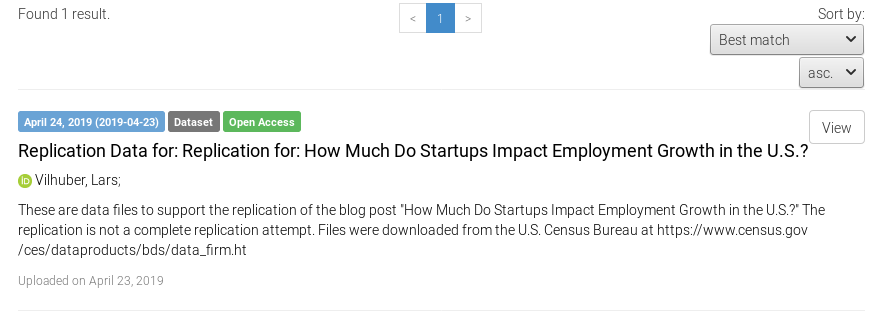 Found 1 result.
< 1 >
Sort by:
Best match
asc.
April 24, 2019 (2019-04-23) Dataset Open Access
View
Replication Data for: Replication for: How Much Do Startups Impact Employment Growth in the U.S.?
iD Vilhuber, Lars;
These are data files to support the replication of the blog post "How Much Do Startups Impact Employment Growth in the U.S.?" The
replication is not a complete replication attempt. Files were downloaded from the U.S. Census Bureau at https://www.census.gov
/ces/dataproducts/bds/data_firm.ht
Uploaded on April 23, 2019